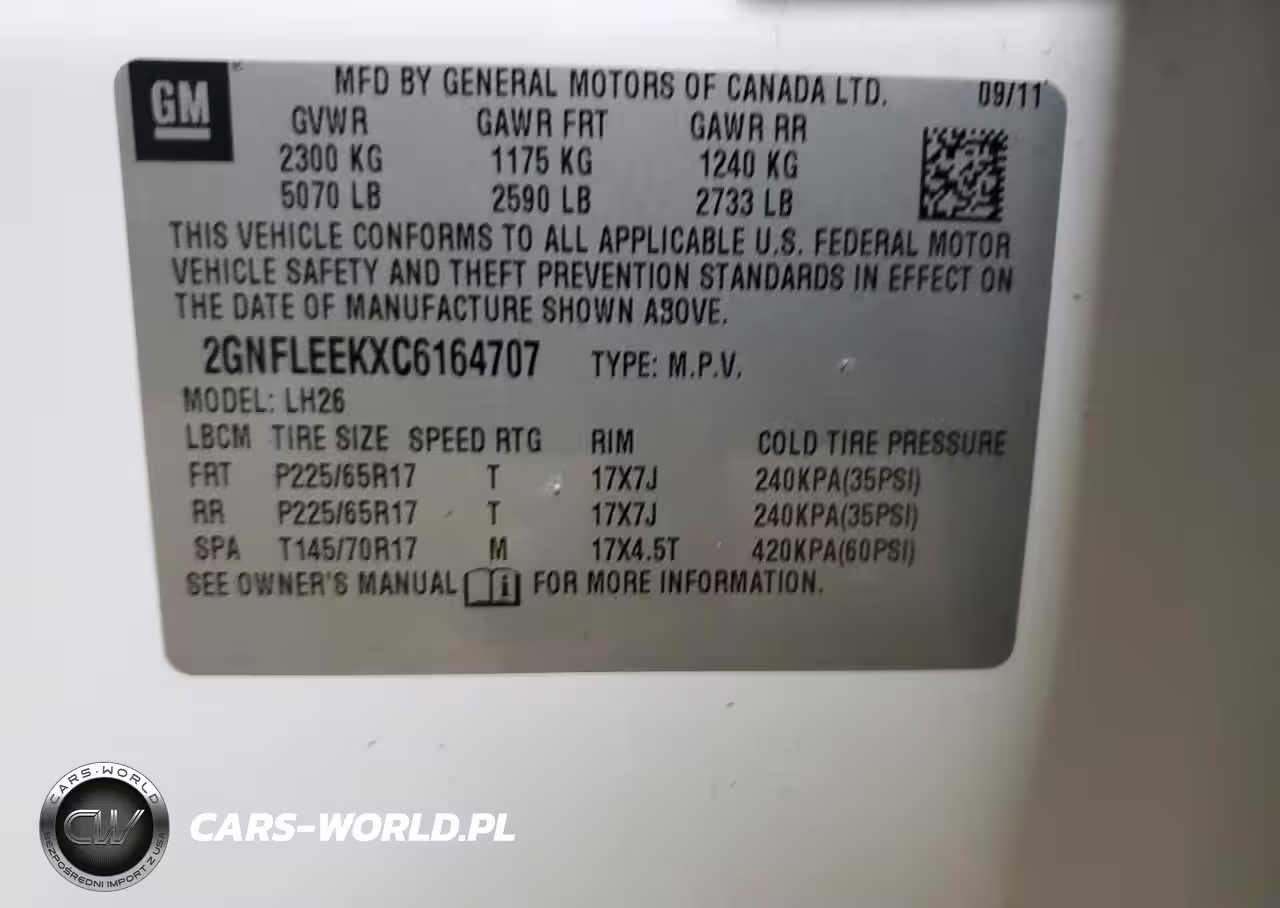 GM
MFD BY GENERAL MOTORS OF CANADA LTD. 09/11
GVWR GAWR FRT GAWR RR
2300 KG 1175 KG 1240 KG
5070 LB 2590 LB 2733 LB
THIS VEHICLE CONFORMS TO ALL APPLICABLE U.S. FEDERAL MOTOR
VEHICLE SAFETY AND THEFT PREVENTION STANDARDS IN EFFECT ON
THE DATE OF MANUFACTURE SHOWN ABOVE.
2GNFLEEKXC6164707 TYPE: M.P.V.
MODEL: LH26
LBCM TIRE SIZE SPEED RTG RIM COLD TIRE PRESSURE
FRT P225/65R17 T 17X7J 240KPA(35PSI)
RR P225/65R17 T 17X7J 240KPA(35PSI)
SPA T145/70R17 M 17X4.5T 420KPA(60PSI)
SEE OWNER'S MANUAL i FOR MORE INFORMATION.
CARS-WORLD
CW
BEZPOŚREDNI IMPORT Z USA
CARS-WORLD.PL